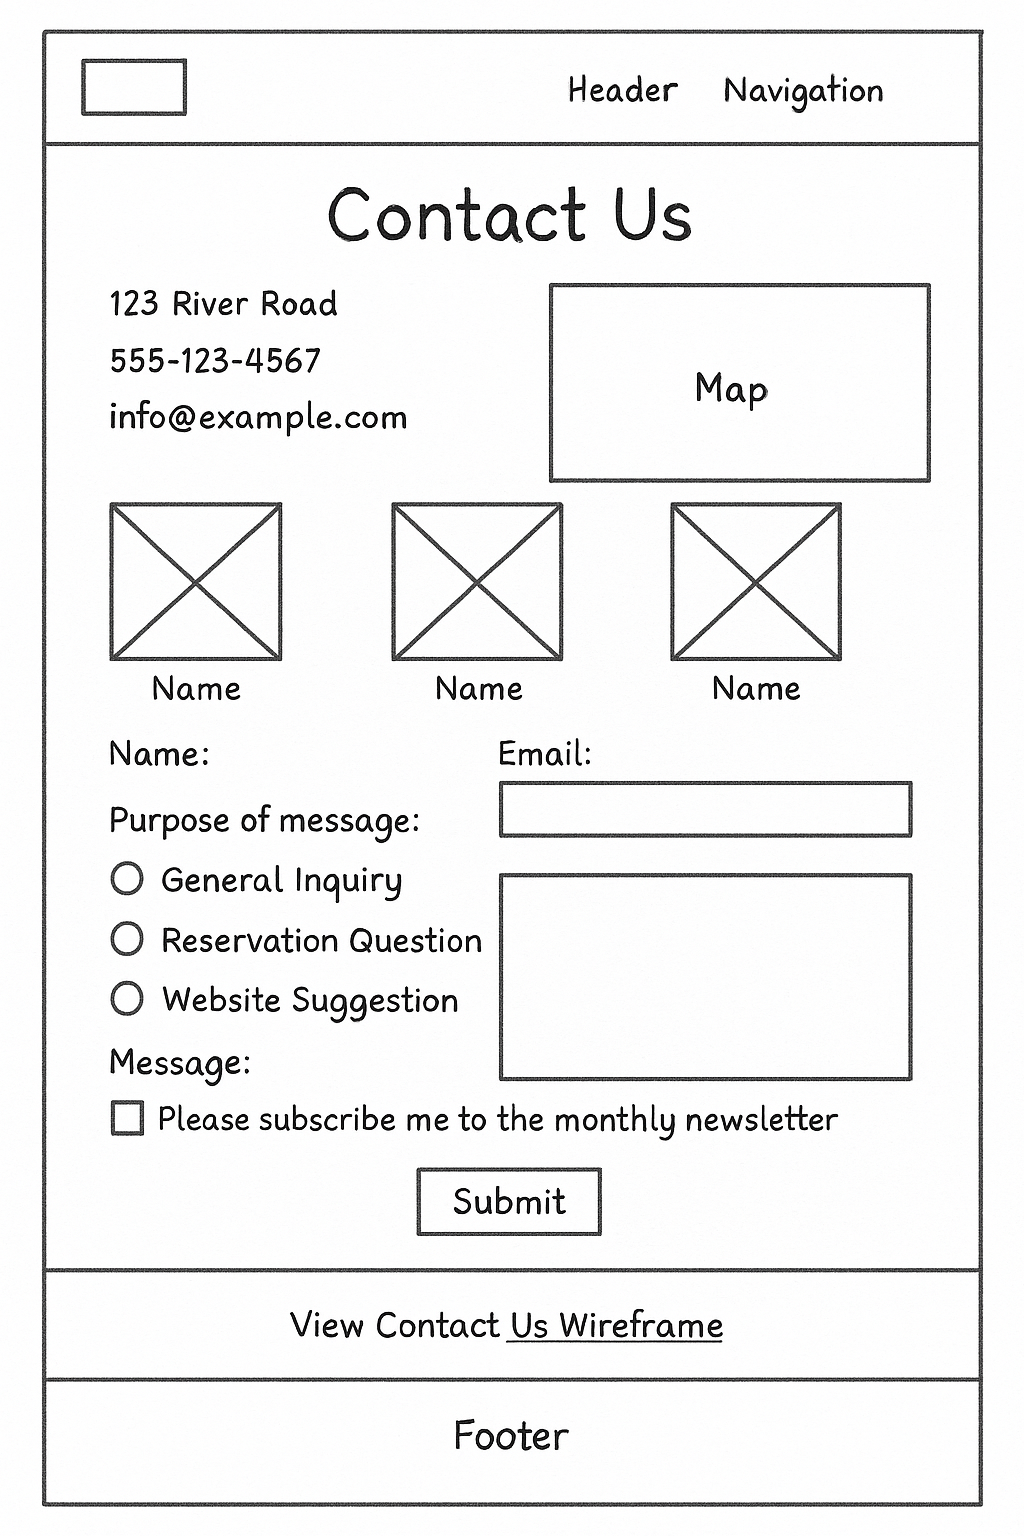 Header Navigation
Contact Us
123 River Road
555-123-4567
info@example.com
Map
Name Name Name
Name:
Email:
Purpose of message:
General Inquiry
Reservation Question
Website Suggestion
Message:
Please subscribe me to the monthly newsletter
Submit
View Contact Us Wireframe
Footer